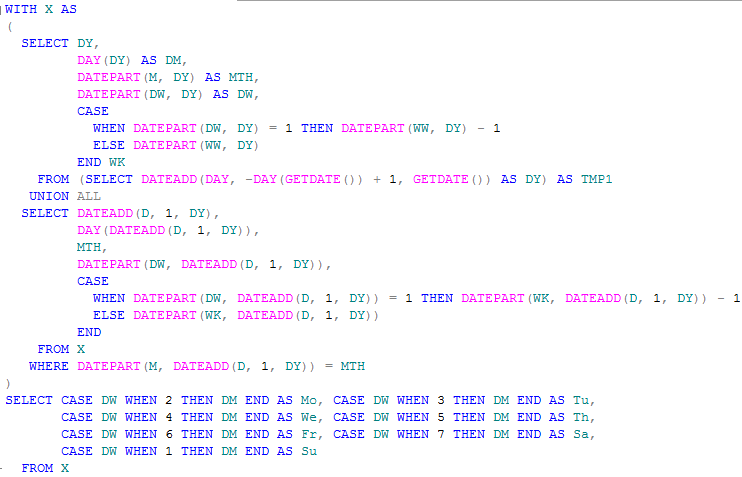 WITH X AS
(
  SELECT DY,
         DAY(DY) AS DM,
         DATEPART(M, DY) AS MTH,
         DATEPART(DW, DY) AS DW,
         CASE
           WHEN DATEPART(DW, DY) = 1 THEN DATEPART(WW, DY) - 1
           ELSE DATEPART(WW, DY)
         END WK
    FROM (SELECT DATEADD(DAY, -DAY(GETDATE()) + 1, GETDATE()) AS DY) AS TMP1
   UNION ALL
  SELECT DATEADD(D, 1, DY),
         DAY(DATEADD(D, 1, DY)),
         MTH,
         DATEPART(DW, DATEADD(D, 1, DY)),
         CASE
           WHEN DATEPART(DW, DATEADD(D, 1, DY)) = 1 THEN DATEPART(WK, DATEADD(D, 1, DY)) - 1
           ELSE DATEPART(WK, DATEADD(D, 1, DY))
         END
    FROM X
   WHERE DATEPART(M, DATEADD(D, 1, DY)) = MTH
)
SELECT CASE DW WHEN 2 THEN DM END AS Mo, CASE DW WHEN 3 THEN DM END AS Tu,
       CASE DW WHEN 4 THEN DM END AS We, CASE DW WHEN 5 THEN DM END AS Th,
       CASE DW WHEN 6 THEN DM END AS Fr, CASE DW WHEN 7 THEN DM END AS Sa,
       CASE DW WHEN 1 THEN DM END AS Su
  FROM X